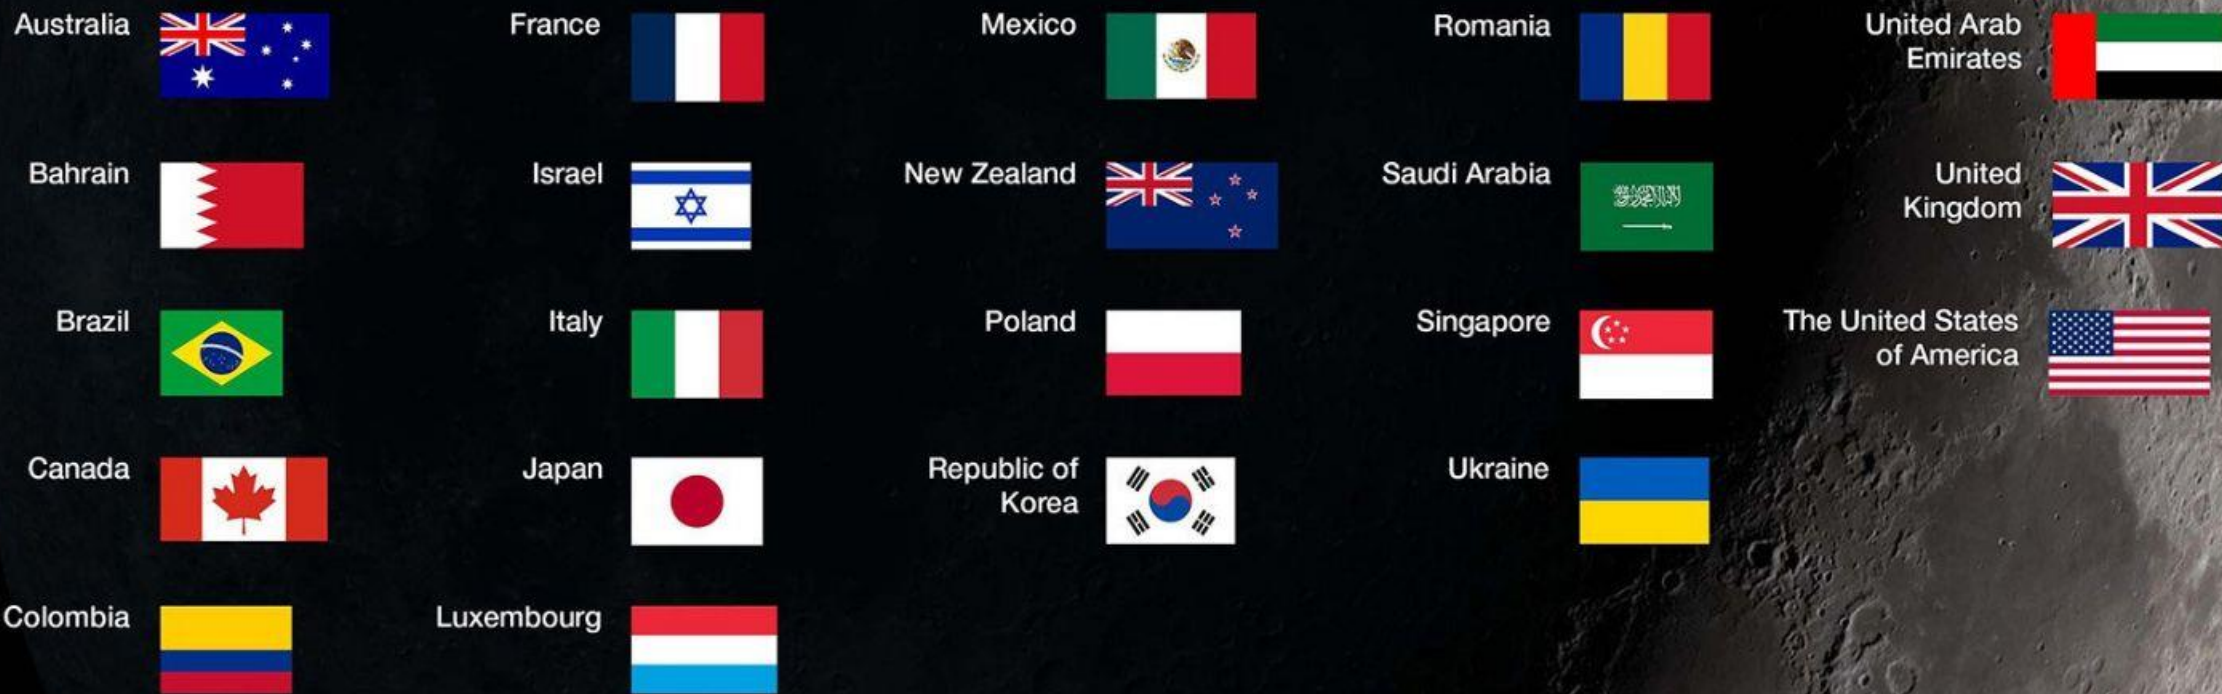 Australia
Bahrain
Brazil
Canada
Colombia
France
Israel
Italy
Japan
Luxembourg
Mexico
New Zealand
Poland
Republic of
Korea
Romania
Saudi Arabia
Singapore
Ukraine
United Arab
Emirates
United
Kingdom
The United States
of America